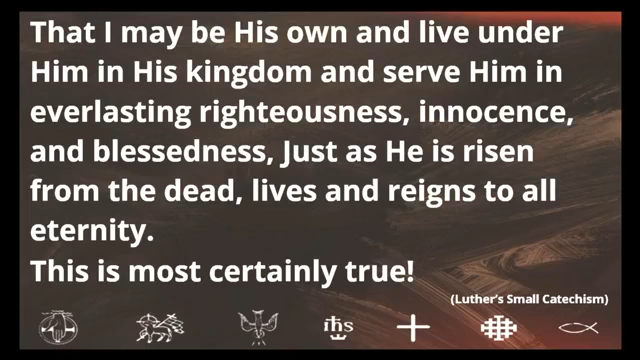 That I may be His own and live under
Him in His kingdom and serve Him in
everlasting righteousness, innocence,
and blessedness, Just as He is risen
from the dead, lives and reigns to all
eternity.
This is most certainly true!
(Luther's Small Catechism)
ihs